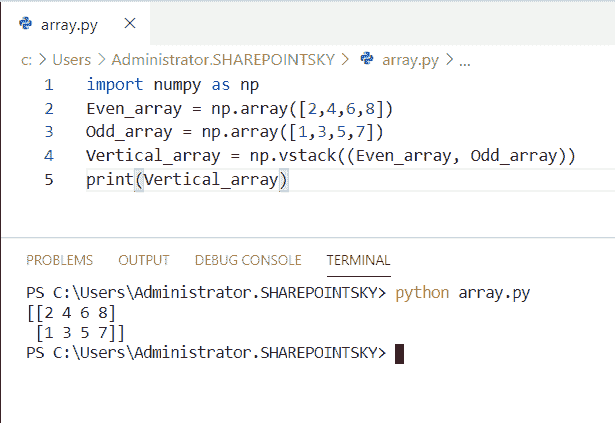 array.py
c: > Users > Administrator.SHAREPOINTSKY > array.py > ...
1 import numpy as np
2 Even_array = np.array([2,4,6,8])
3 Odd_array = np.array([1,3,5,7])
4 Vertical_array = np.vstack((Even_array, Odd_array))
5 print(Vertical_array)
PROBLEMS OUTPUT DEBUG CONSOLE TERMINAL
PS C:\Users\Administrator.SHAREPOINTSKY> python array.py
[[2 4 6 8]
 [1 3 5 7]]
PS C:\Users\Administrator.SHAREPOINTSKY>